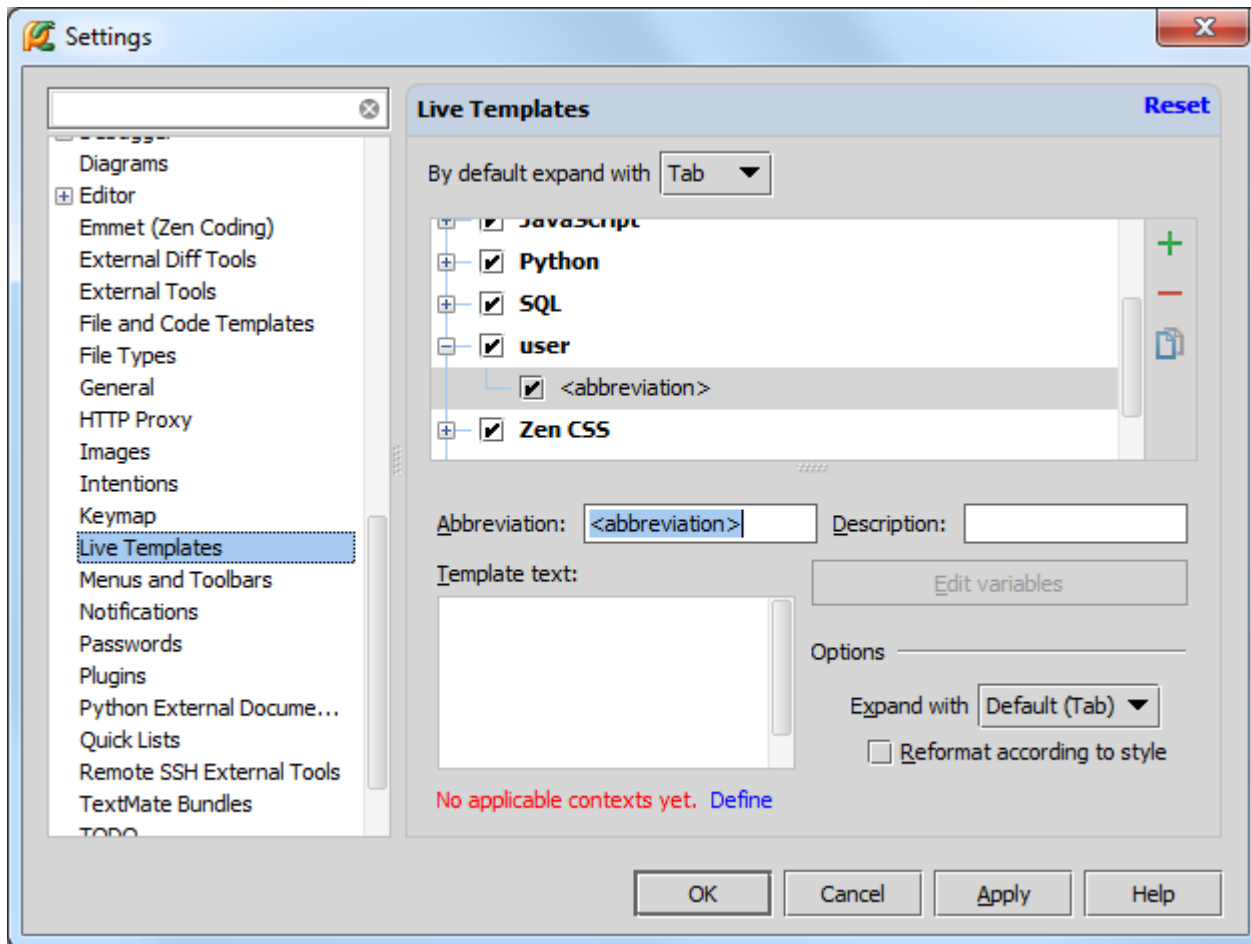 Settings
Live Templates
Reset
Diagrams
Editor
Emmet (Zen Coding)
External Diff Tools
External Tools
File and Code Templates
File Types
General
HTTP Proxy
Images
Intentions
Keymap
Live Templates
Menus and Toolbars
Notifications
Passwords
Plugins
Python External Docume...
Quick Lists
Remote SSH External Tools
TextMate Bundles
TODO
By default expand with Tab
JavaScript
Python
SQL
user
<abbreviation>
Zen CSS
Abbreviation: <abbreviation> Description:
Template text:
Edit variables
Options
Expand with Default (Tab)
Reformat according to style
No applicable contexts yet. Define
OK Cancel Apply Help